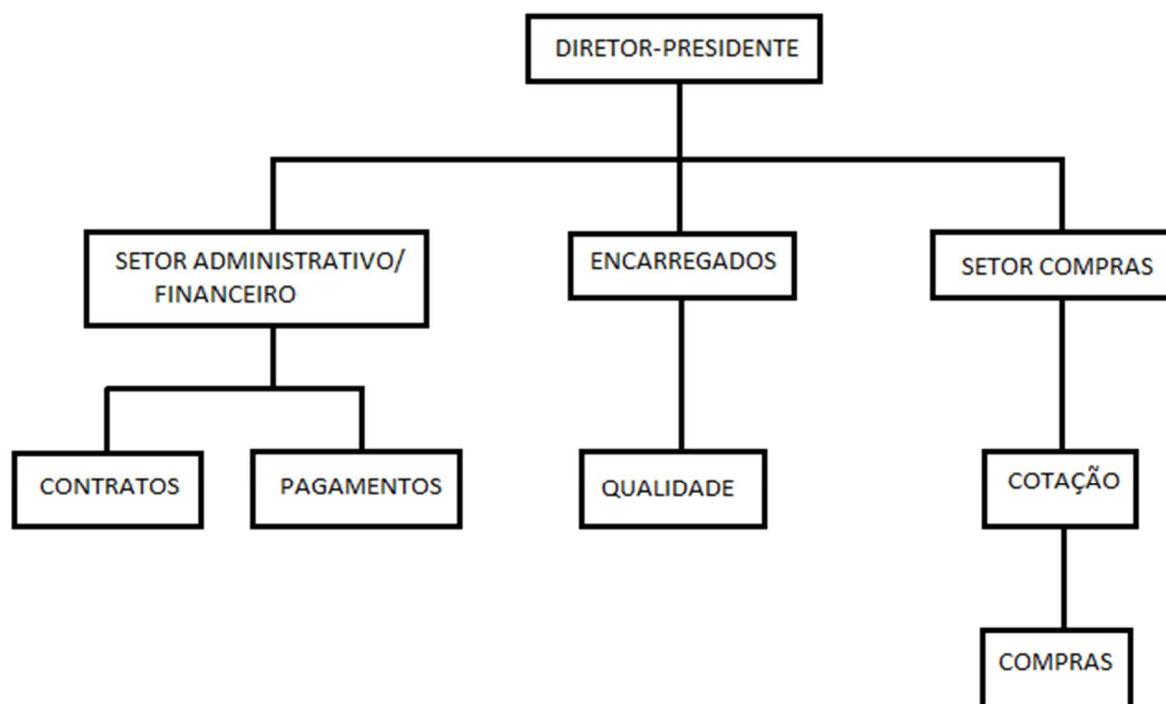 DIRETOR-PRESIDENTE
SETOR ADMINISTRATIVO/
FINANCEIRO
ENCARREGADOS
SETOR COMPRAS
CONTRATOS
PAGAMENTOS
QUALIDADE
COTAÇÃO
COMPRAS